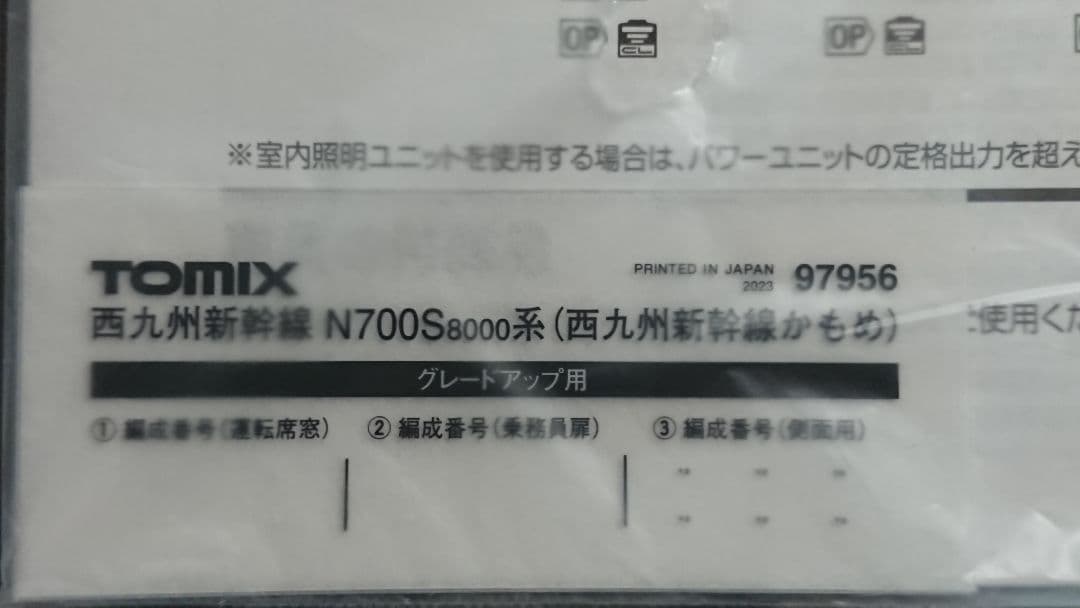 OP CL OP
※室内照明ユニットを使用する場合は、パワーユニットの定格出力を超え
TOMIX
PRINTED IN JAPAN 97956
2023
西九州新幹線 N700S8000系(西九州新幹線かもめ)
ご使用くだ
グレードアップ用
① 編成番号(運転席窓) ② 編成番号(乗務員扉) ③ 編成番号(側面用)